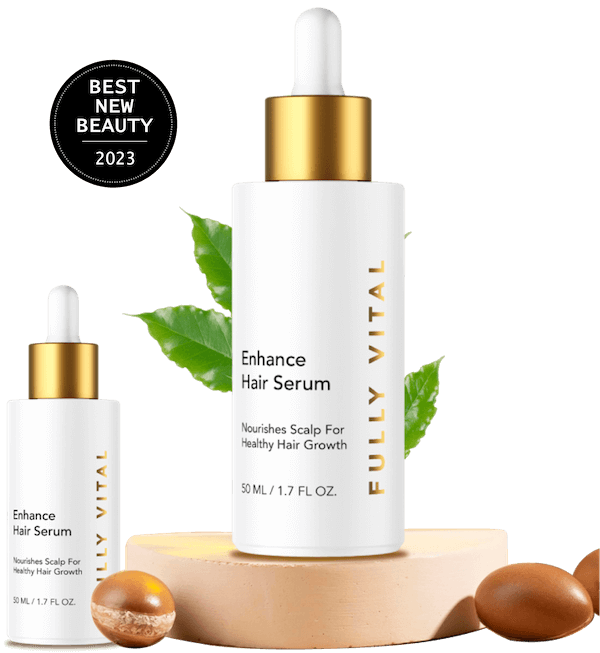 BEST
NEW
BEAUTY
2023
Enhance
Hair Serum
Nourishes Scalp For
Healthy Hair Growth
50 ML / 1.7 FL OZ.
FULLY VITAL
Enhance
Hair Serum
Nourishes Scalp For
Healthy Hair Growth
50 ML / 1.7 FL OZ.
FULLY VITAL